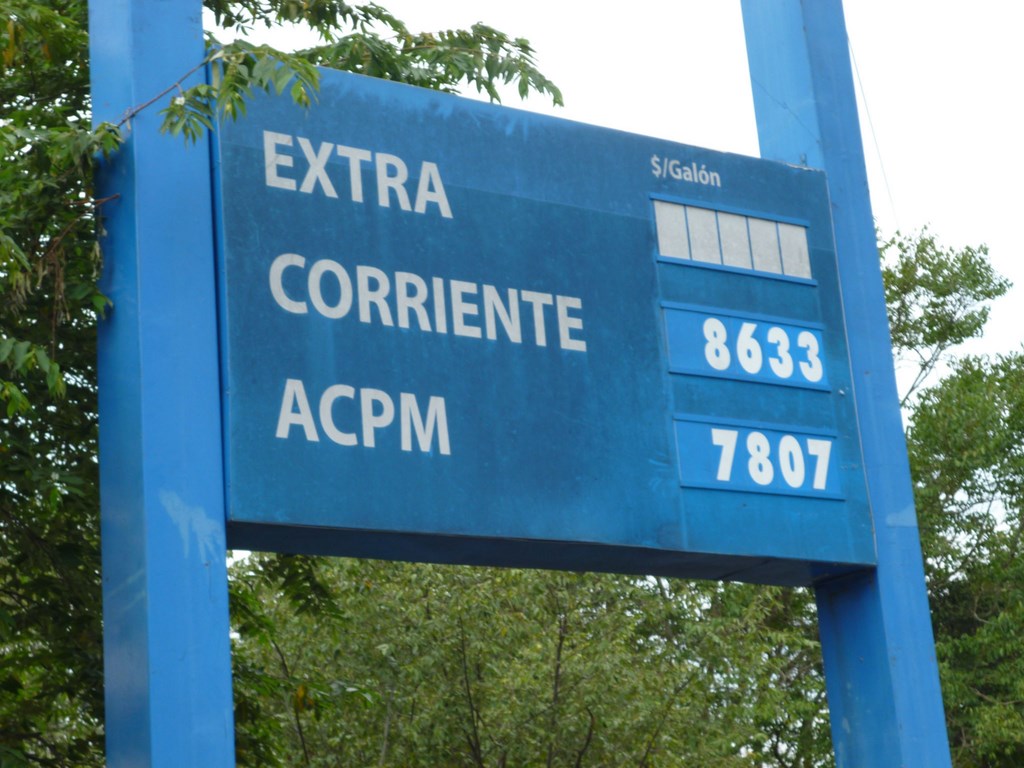 $/Galón
EXTRA
CORRIENTE 8633
ACPM 7807